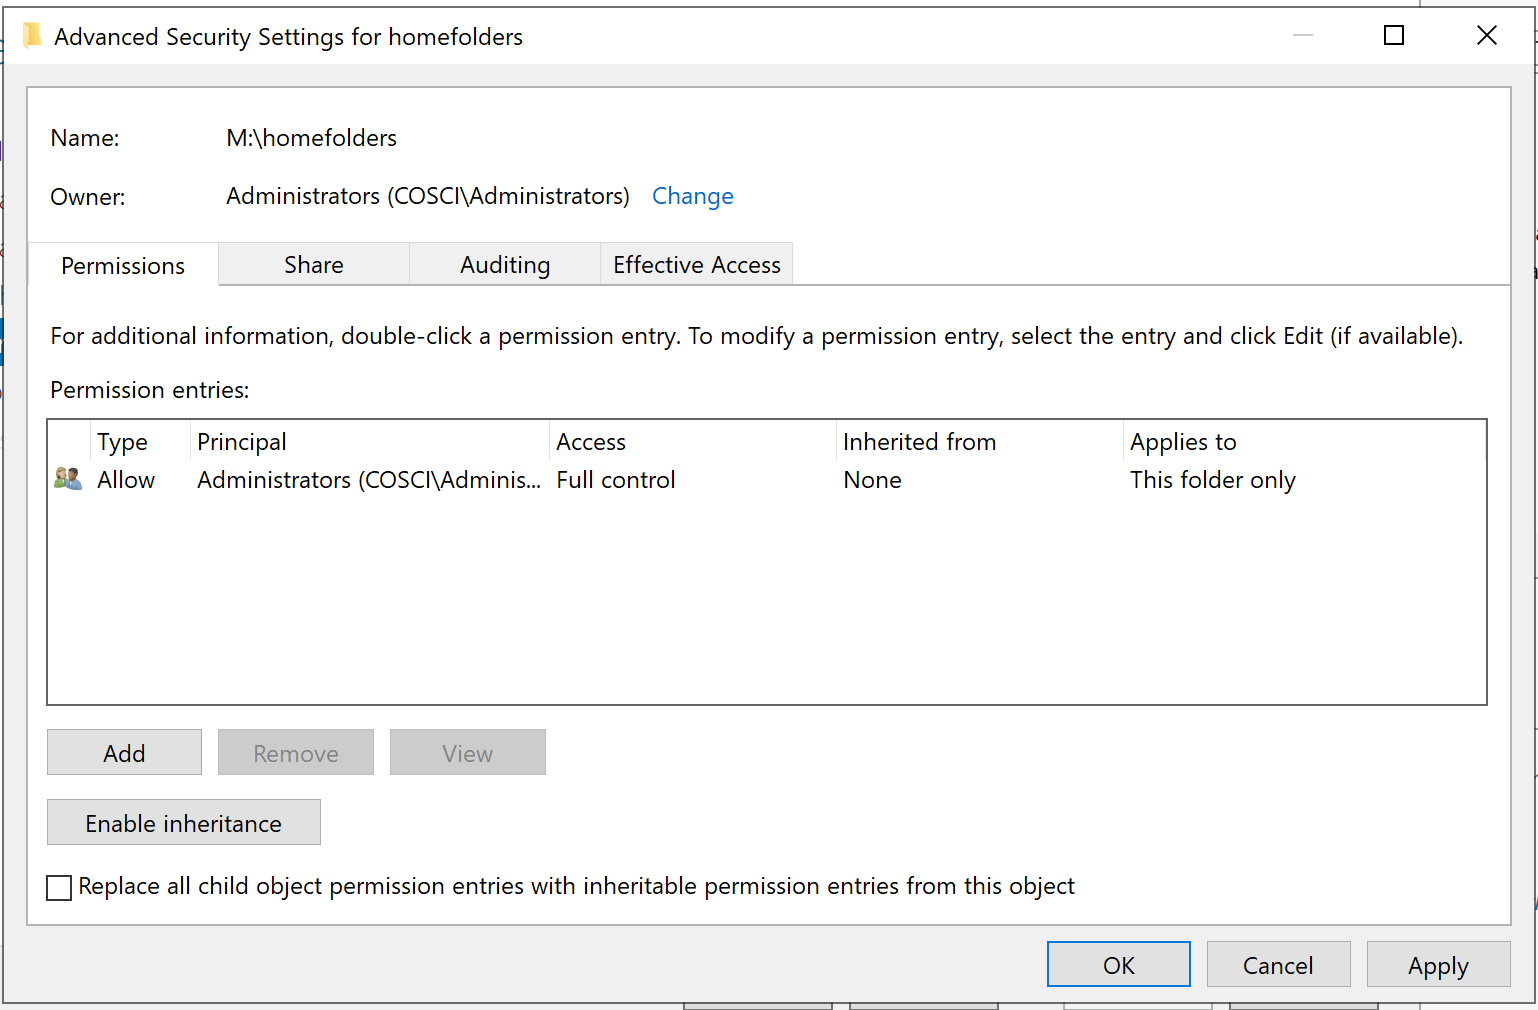 Advanced Security Settings for homefolders
Name: M:\homefolders
Owner: Administrators (COSCI\Administrators) Change
Permissions Share Auditing Effective Access
For additional information, double-click a permission entry. To modify a permission entry, select the entry and click Edit (if available).
Permission entries:
Type Principal Access Inherited from Applies to
Allow Administrators (COSCI\Adminis... Full control None This folder only
Add Remove View
Enable inheritance
Replace all child object permission entries with inheritable permission entries from this object
OK Cancel Apply